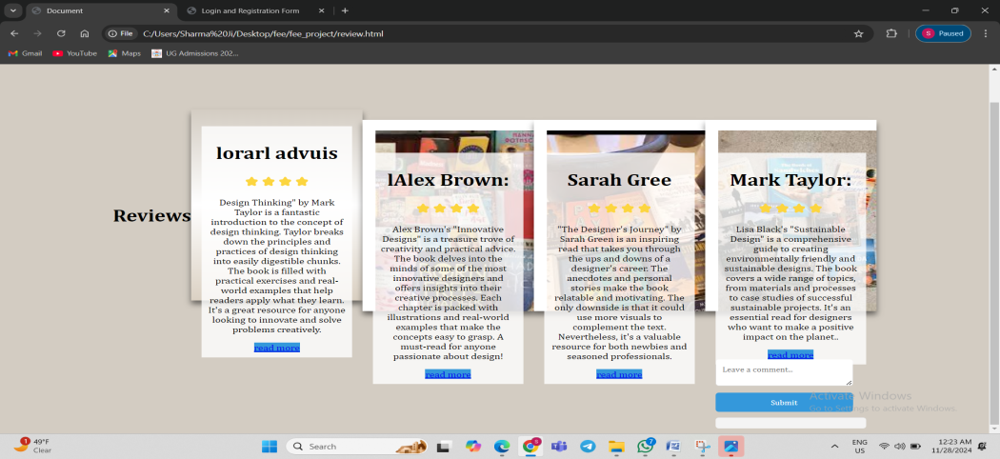 Document
Login and Registration Form
File
C:/Users/Sharma%20Ji/Desktop/fee/fee_project/review.html
S Paused
Gmail
YouTube
Maps
UG Admissions 202...
Reviews
lorarl advuis
Design Thinking" by Mark
Taylor is a fantastic
introduction to the concept of
design thinking. Taylor breaks
down the principles and
practices of design thinking
into easily digestible chunks.
The book is filled with
practical exercises and real-
world examples that help
readers apply what they learn.
It's a great resource for anyone
looking to innovate and solve
problems creatively.
read more
lAlex Brown:
Alex Brown's "Innovative
Designs" is a treasure trove of
creativity and practical advice.
The book delves into the
minds of some of the most
innovative designers and
offers insights into their
creative processes. Each
chapter is packed with
illustrations and real-world
examples that make the
concepts easy to grasp. A
must-read for anyone
passionate about design!
read more
Sarah Gree
"The Designer's Journey" by
Sarah Green is an inspiring
read that takes you through
the ups and downs of a
designer's career. The
anecdotes and personal
stories make the book
relatable and motivating. The
only downside is that it could
use more visuals to
complement the text.
Nevertheless, it's a valuable
resource for both newbies and
seasoned professionals.
read more
Mark Taylor:
Lisa Black's "Sustainable
Design" is a comprehensive
guide to creating
environmentally friendly and
sustainable designs. The book
covers a wide range of topics,
from materials and processes
to case studies of successful
sustainable projects. It's an
essential read for designers
who want to make a positive
impact on the planet..
read more
Leave a comment...
Submit
Activate Windows
Go to Settings to activate Windows.
1
49°F
Clear
Search
ENG
US
12:23 AM
11/28/2024